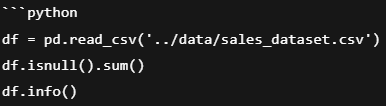 ```python
df = pd.read_csv('../data/sales_dataset.csv')
df.isnull().sum()
df.info()